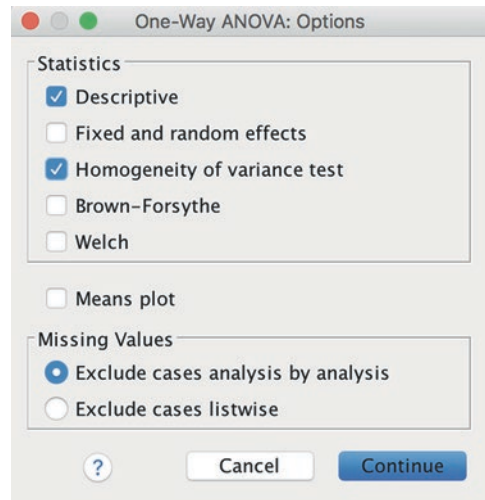 One-Way ANOVA: Options
Statistics
Descriptive
Fixed and random effects
Homogeneity of variance test
Brown-Forsythe
Welch
Means plot
Missing Values
Exclude cases analysis by analysis
Exclude cases listwise
? Cancel Continue